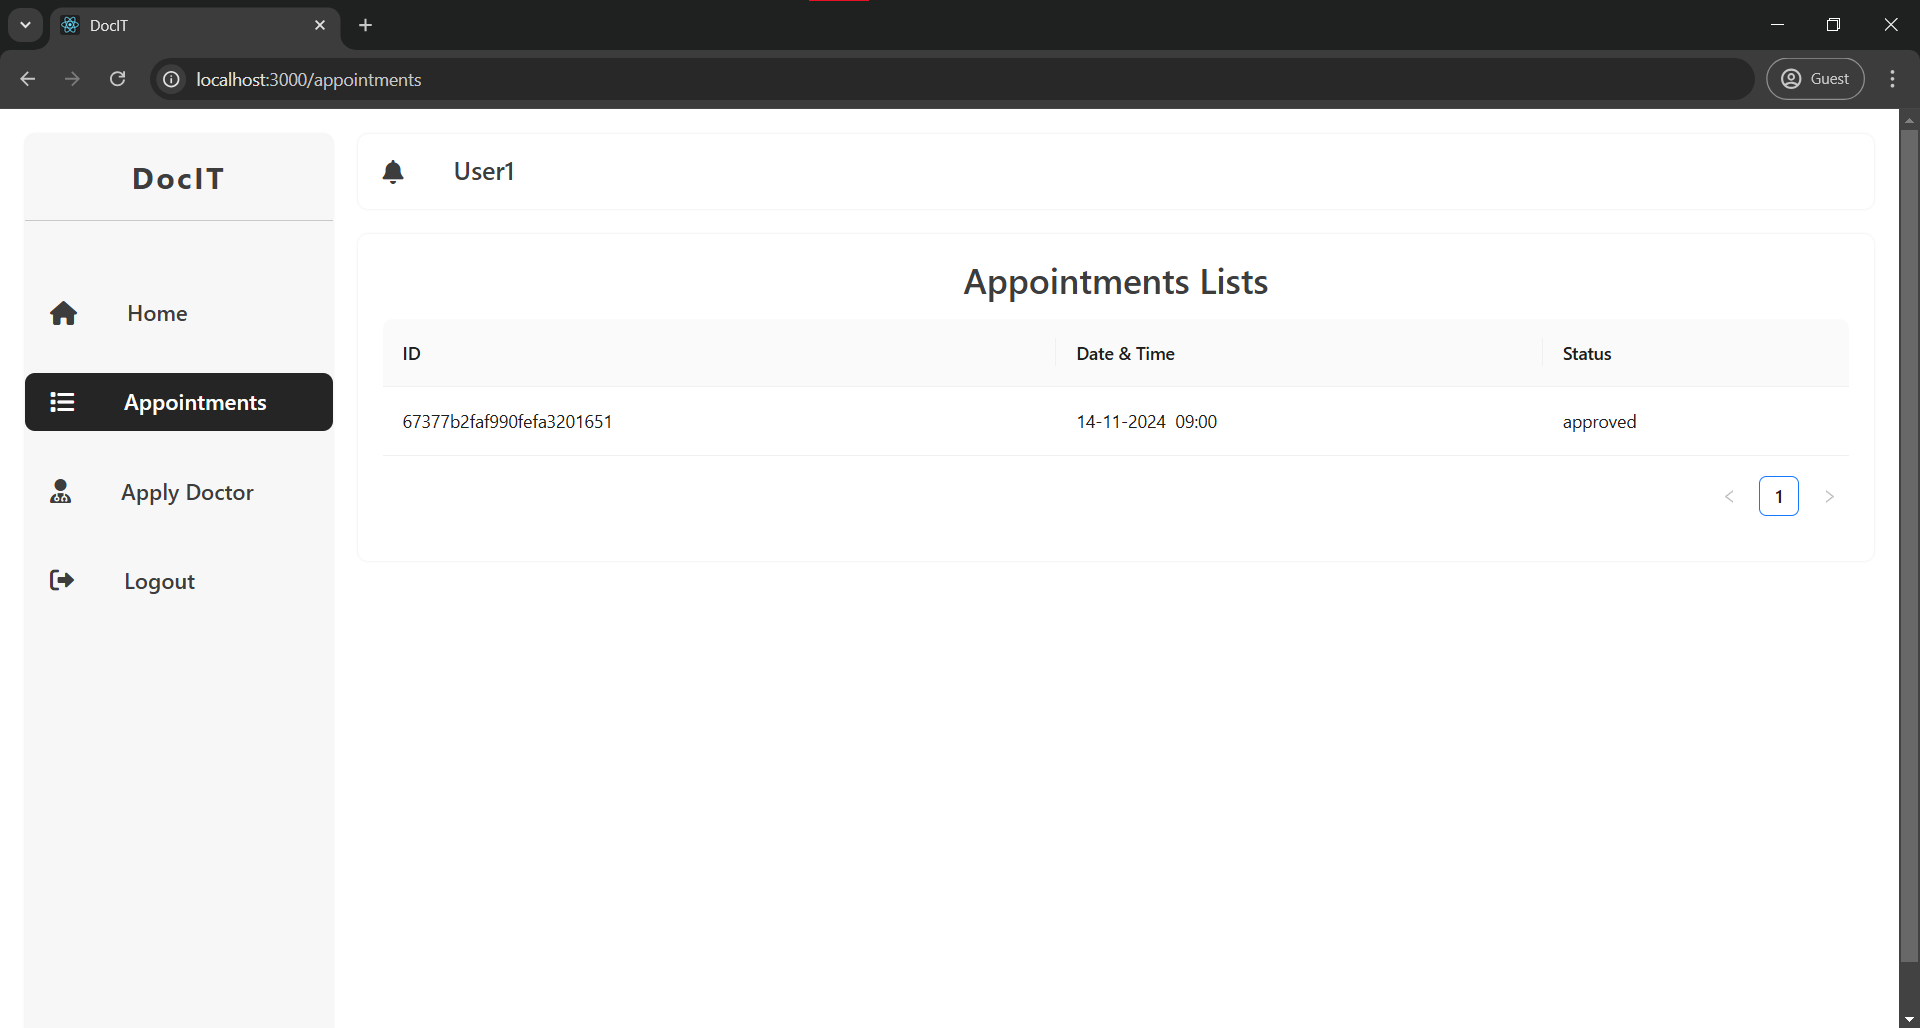 DocIT
localhost:3000/appointments
Guest
DocIT
User1
Home
Appointments
Apply Doctor
Logout
Appointments Lists
ID Date & Time Status
67377b2faf990fefa3201651 14-11-2024 09:00 approved
1